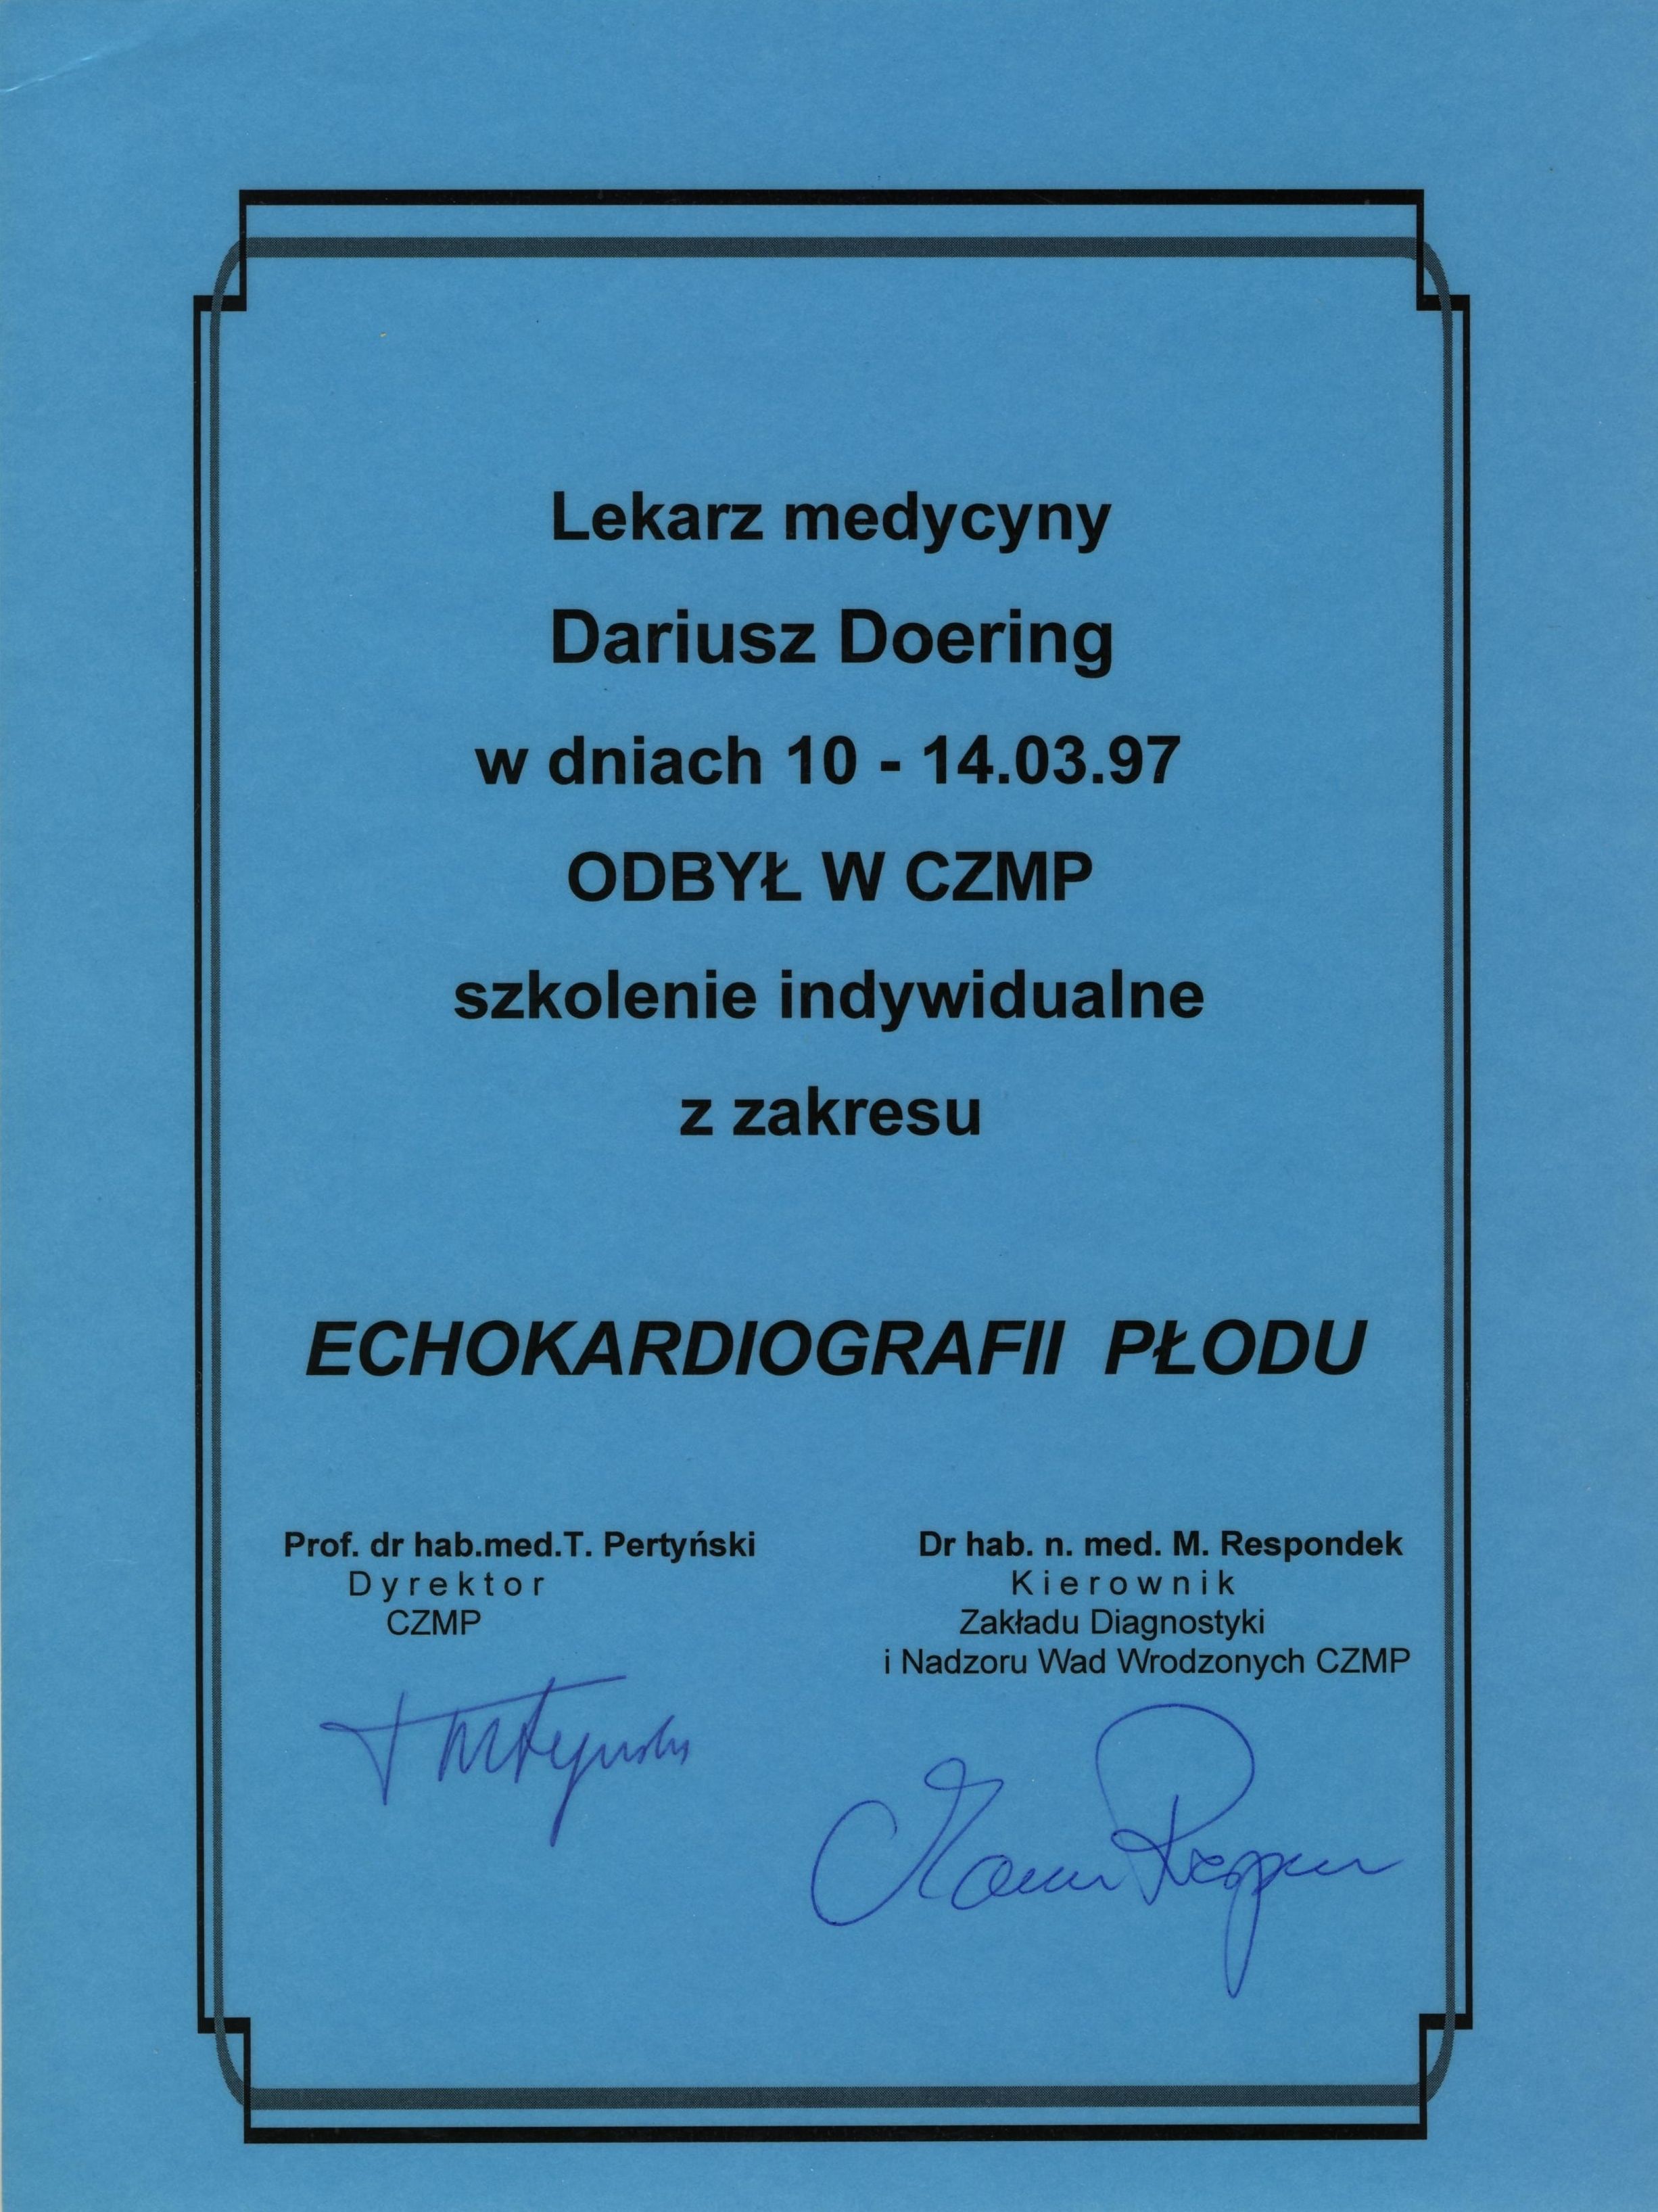 Lekarz medycyny
Dariusz Doering
w dniach 10 - 14.03.97
ODBYŁ W CZMP
szkolenie indywidualne
z zakresu
ECHOKARDIOGRAFII PŁODU
Prof. dr hab.med.T. Pertyński
Dyrektor
CZMP
Dr hab. n. med. M. Respondek
Kierownik
Zakładu Diagnostyki
i Nadzoru Wad Wrodzonych CZMP